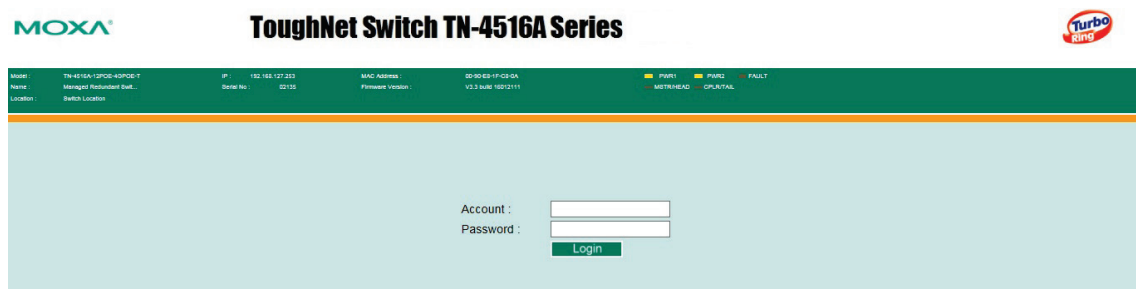 MOXA®
ToughNet Switch TN-4516A Series
Turbo Ring
Model : TN-4516A-12POE-4GPOE-T IP : 192.168.127.253 MAC Address : 00-90-E8-1F-C8-0A PWR1 PWR2 FAULT
Name : Managed Redundant Swit... Serial No : 02135 Firmware Version : V3.3 build 16012111 MSTR/HEAD CPLR/TAIL
Location : Switch Location
Account :
Password :
Login